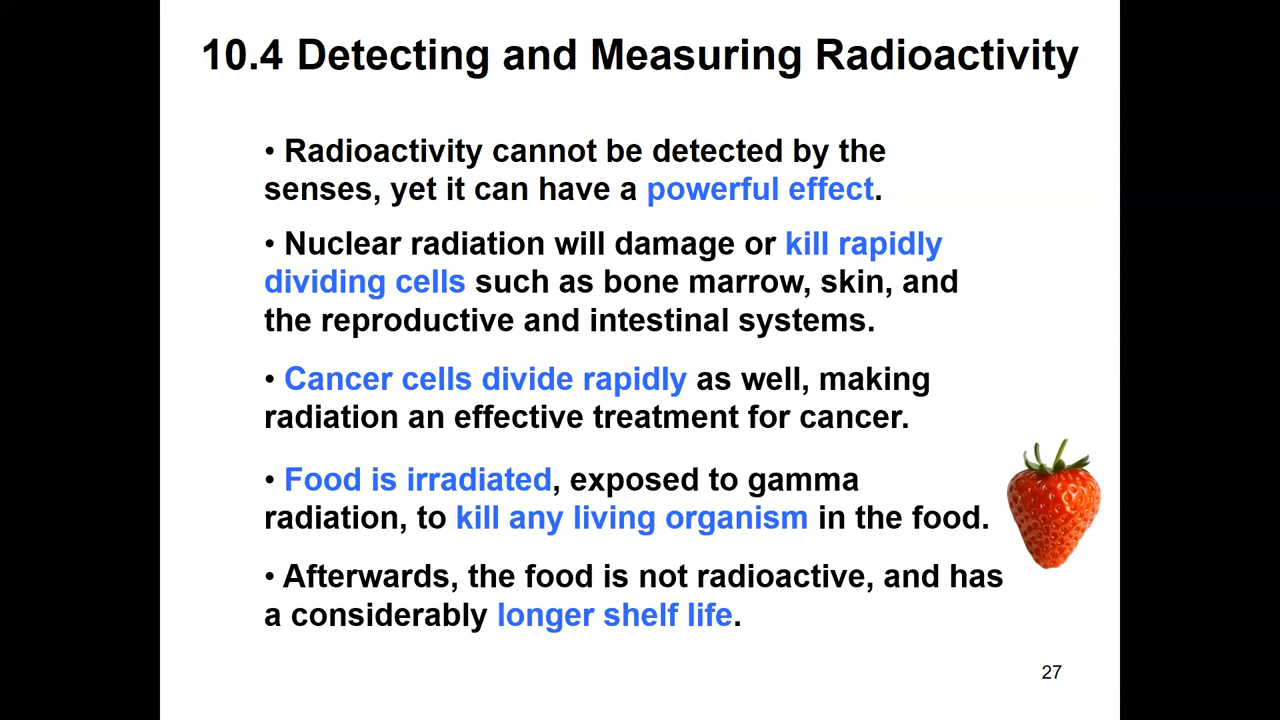 10.4 Detecting and Measuring Radioactivity
• Radioactivity cannot be detected by the
senses, yet it can have a powerful effect.
• Nuclear radiation will damage or kill rapidly
dividing cells such as bone marrow, skin, and
the reproductive and intestinal systems.
• Cancer cells divide rapidly as well, making
radiation an effective treatment for cancer.
• Food is irradiated, exposed to gamma
radiation, to kill any living organism in the food.
• Afterwards, the food is not radioactive, and has
a considerably longer shelf life.
27